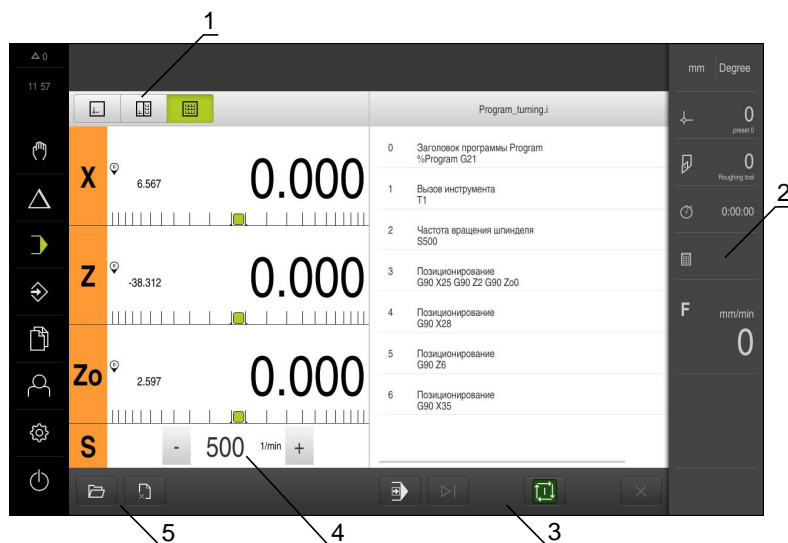 1
△ 0
11 57
mm Degree
Program_turning.i
0
preset 0
0
Roughing tool
0:00:00
2
F mm/min
0
X R 6.567 0.000
Z R -38.312 0.000
Zo R 2.597 0.000
S - 500 1/min +
0 Заголовок программы Program
%Program G21
1 Вызов инструмента
T1
2 Частота вращения шпинделя
S500
3 Позиционирование
G90 X25 G90 Z2 G90 Zo0
4 Позиционирование
G90 X28
5 Позиционирование
G90 Z6
6 Позиционирование
G90 X35
5
4
3